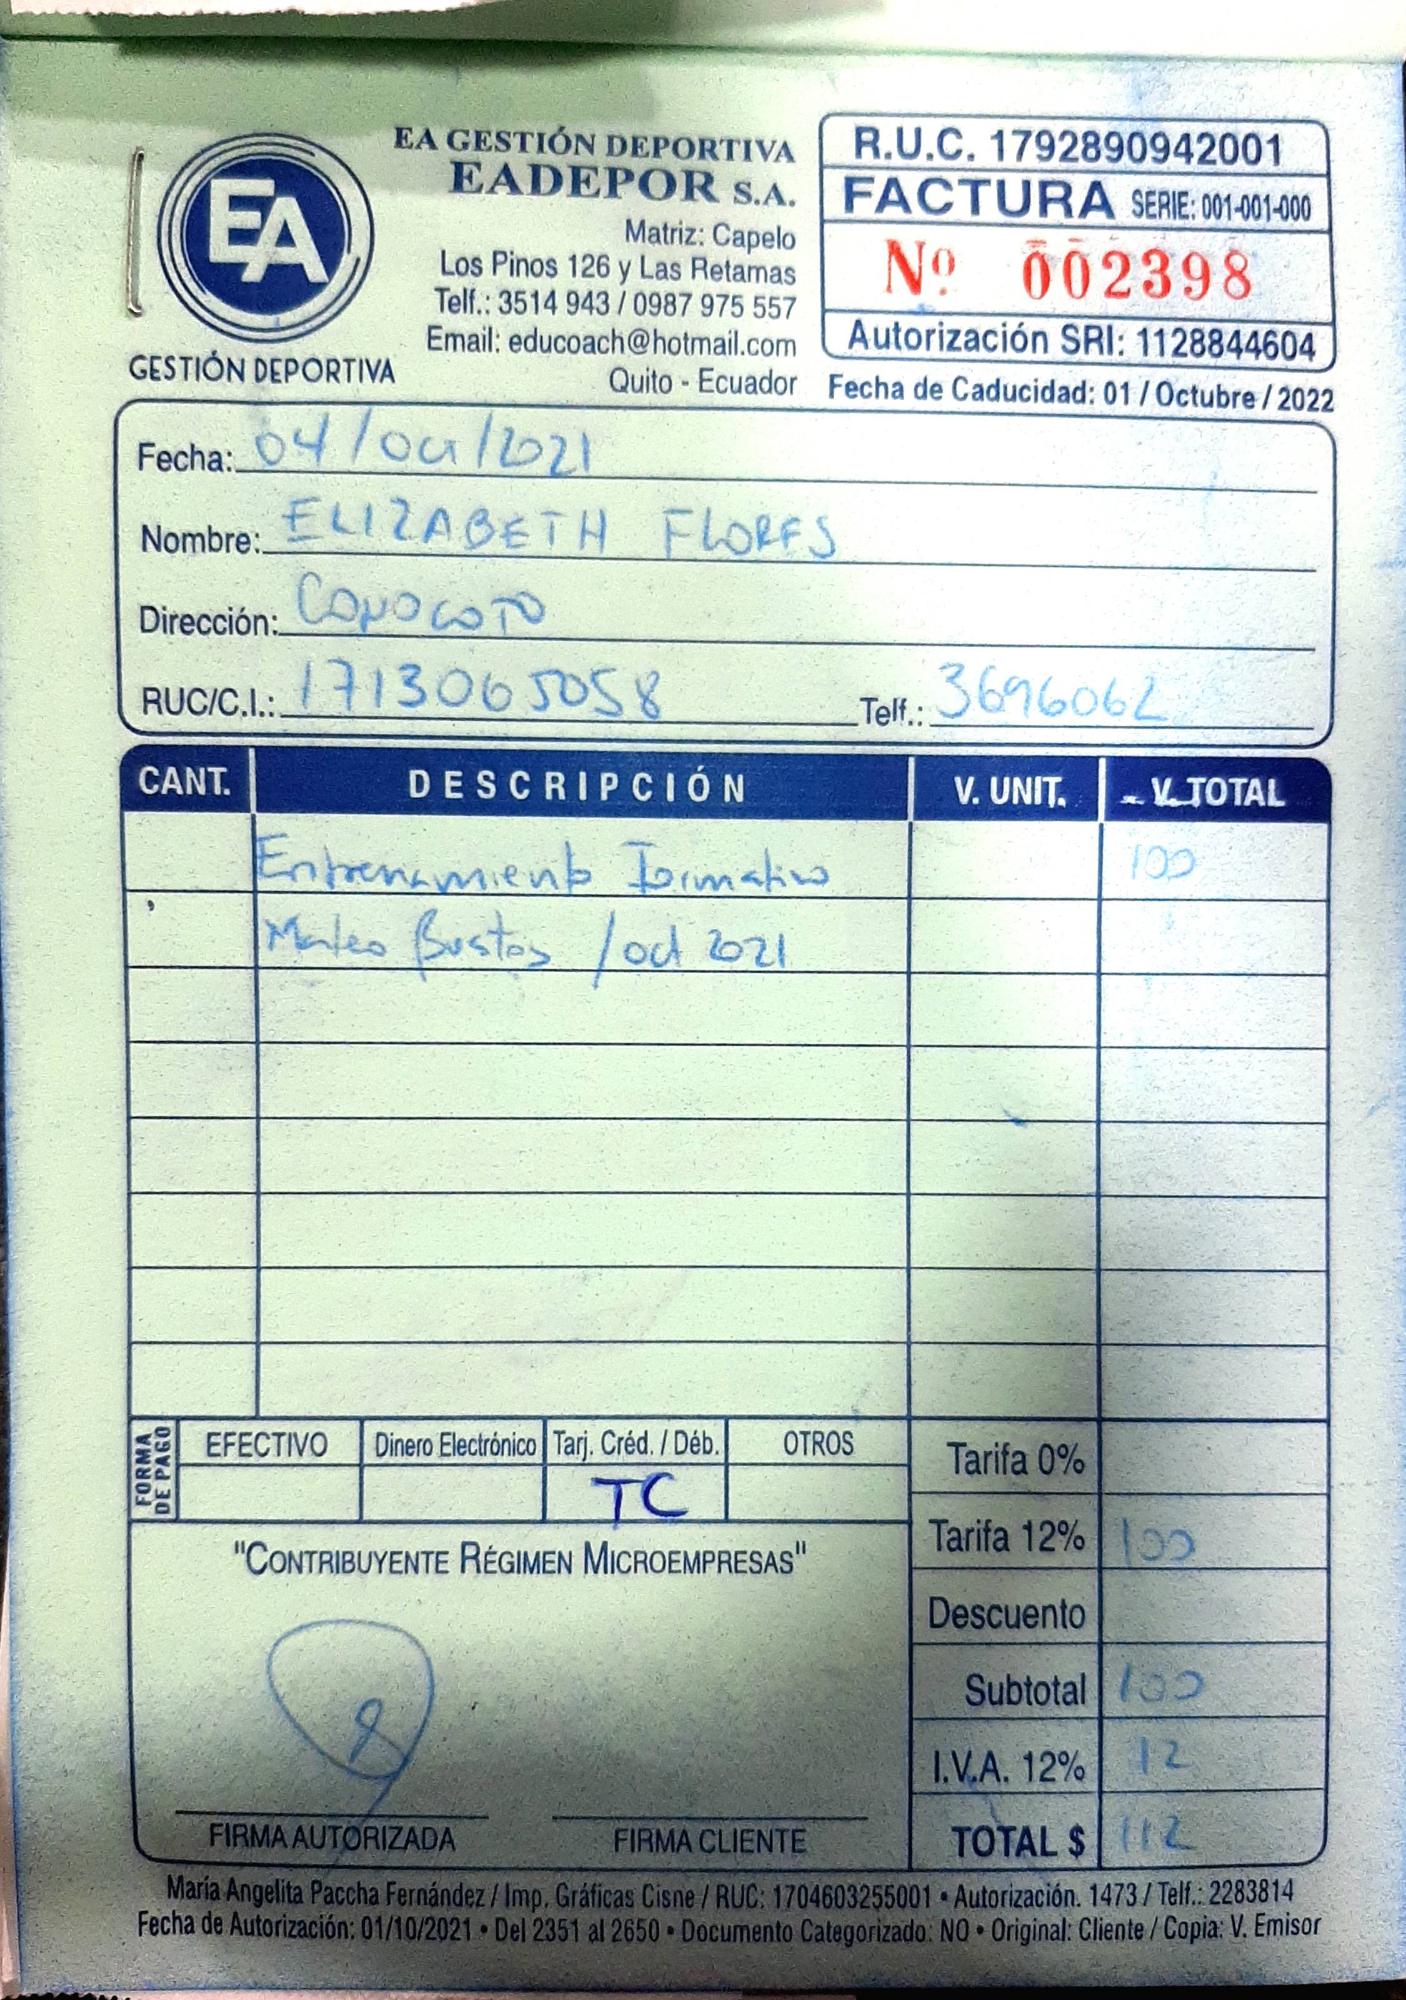 EA
GESTIÓN DEPORTIVA
EA GESTIÓN DEPORTIVA
EADEPOR S.A.
Matriz: Capelo
Los Pinos 126 y Las Retamas
Telf.: 3514 943 / 0987 975 557
Email: educoach@hotmail.com
Quito - Ecuador
R.U.C. 1792890942001
FACTURA SERIE: 001-001-000
Nº 002398
Autorización SRI: 1128844604
Fecha de Caducidad: 01 / Octubre / 2022
Fecha: 04/Oct/2021
Nombre: ELIZABETH FLORES
Dirección: CONOCOTO
RUC/C.I.: 1713065058 Telf.: 3696062
CANT. DESCRIPCIÓN V. UNIT. V. TOTAL
Entrenamiento Formativo 100
Mateo Bustos / oct 2021
FORMA DE PAGO
EFECTIVO Dinero Electrónico Tarj. Créd. / Déb. OTROS
TC
"CONTRIBUYENTE RÉGIMEN MICROEMPRESAS"
Tarifa 0%
Tarifa 12% 100
Descuento
Subtotal 100
I.V.A. 12% 12
TOTAL $ 112
FIRMA AUTORIZADA FIRMA CLIENTE
María Angelita Paccha Fernández / Imp. Gráficas Cisne / RUC: 1704603255001 • Autorización. 1473 / Telf.: 2283814
Fecha de Autorización: 01/10/2021 • Del 2351 al 2650 • Documento Categorizado: NO • Original: Cliente / Copia: V. Emisor